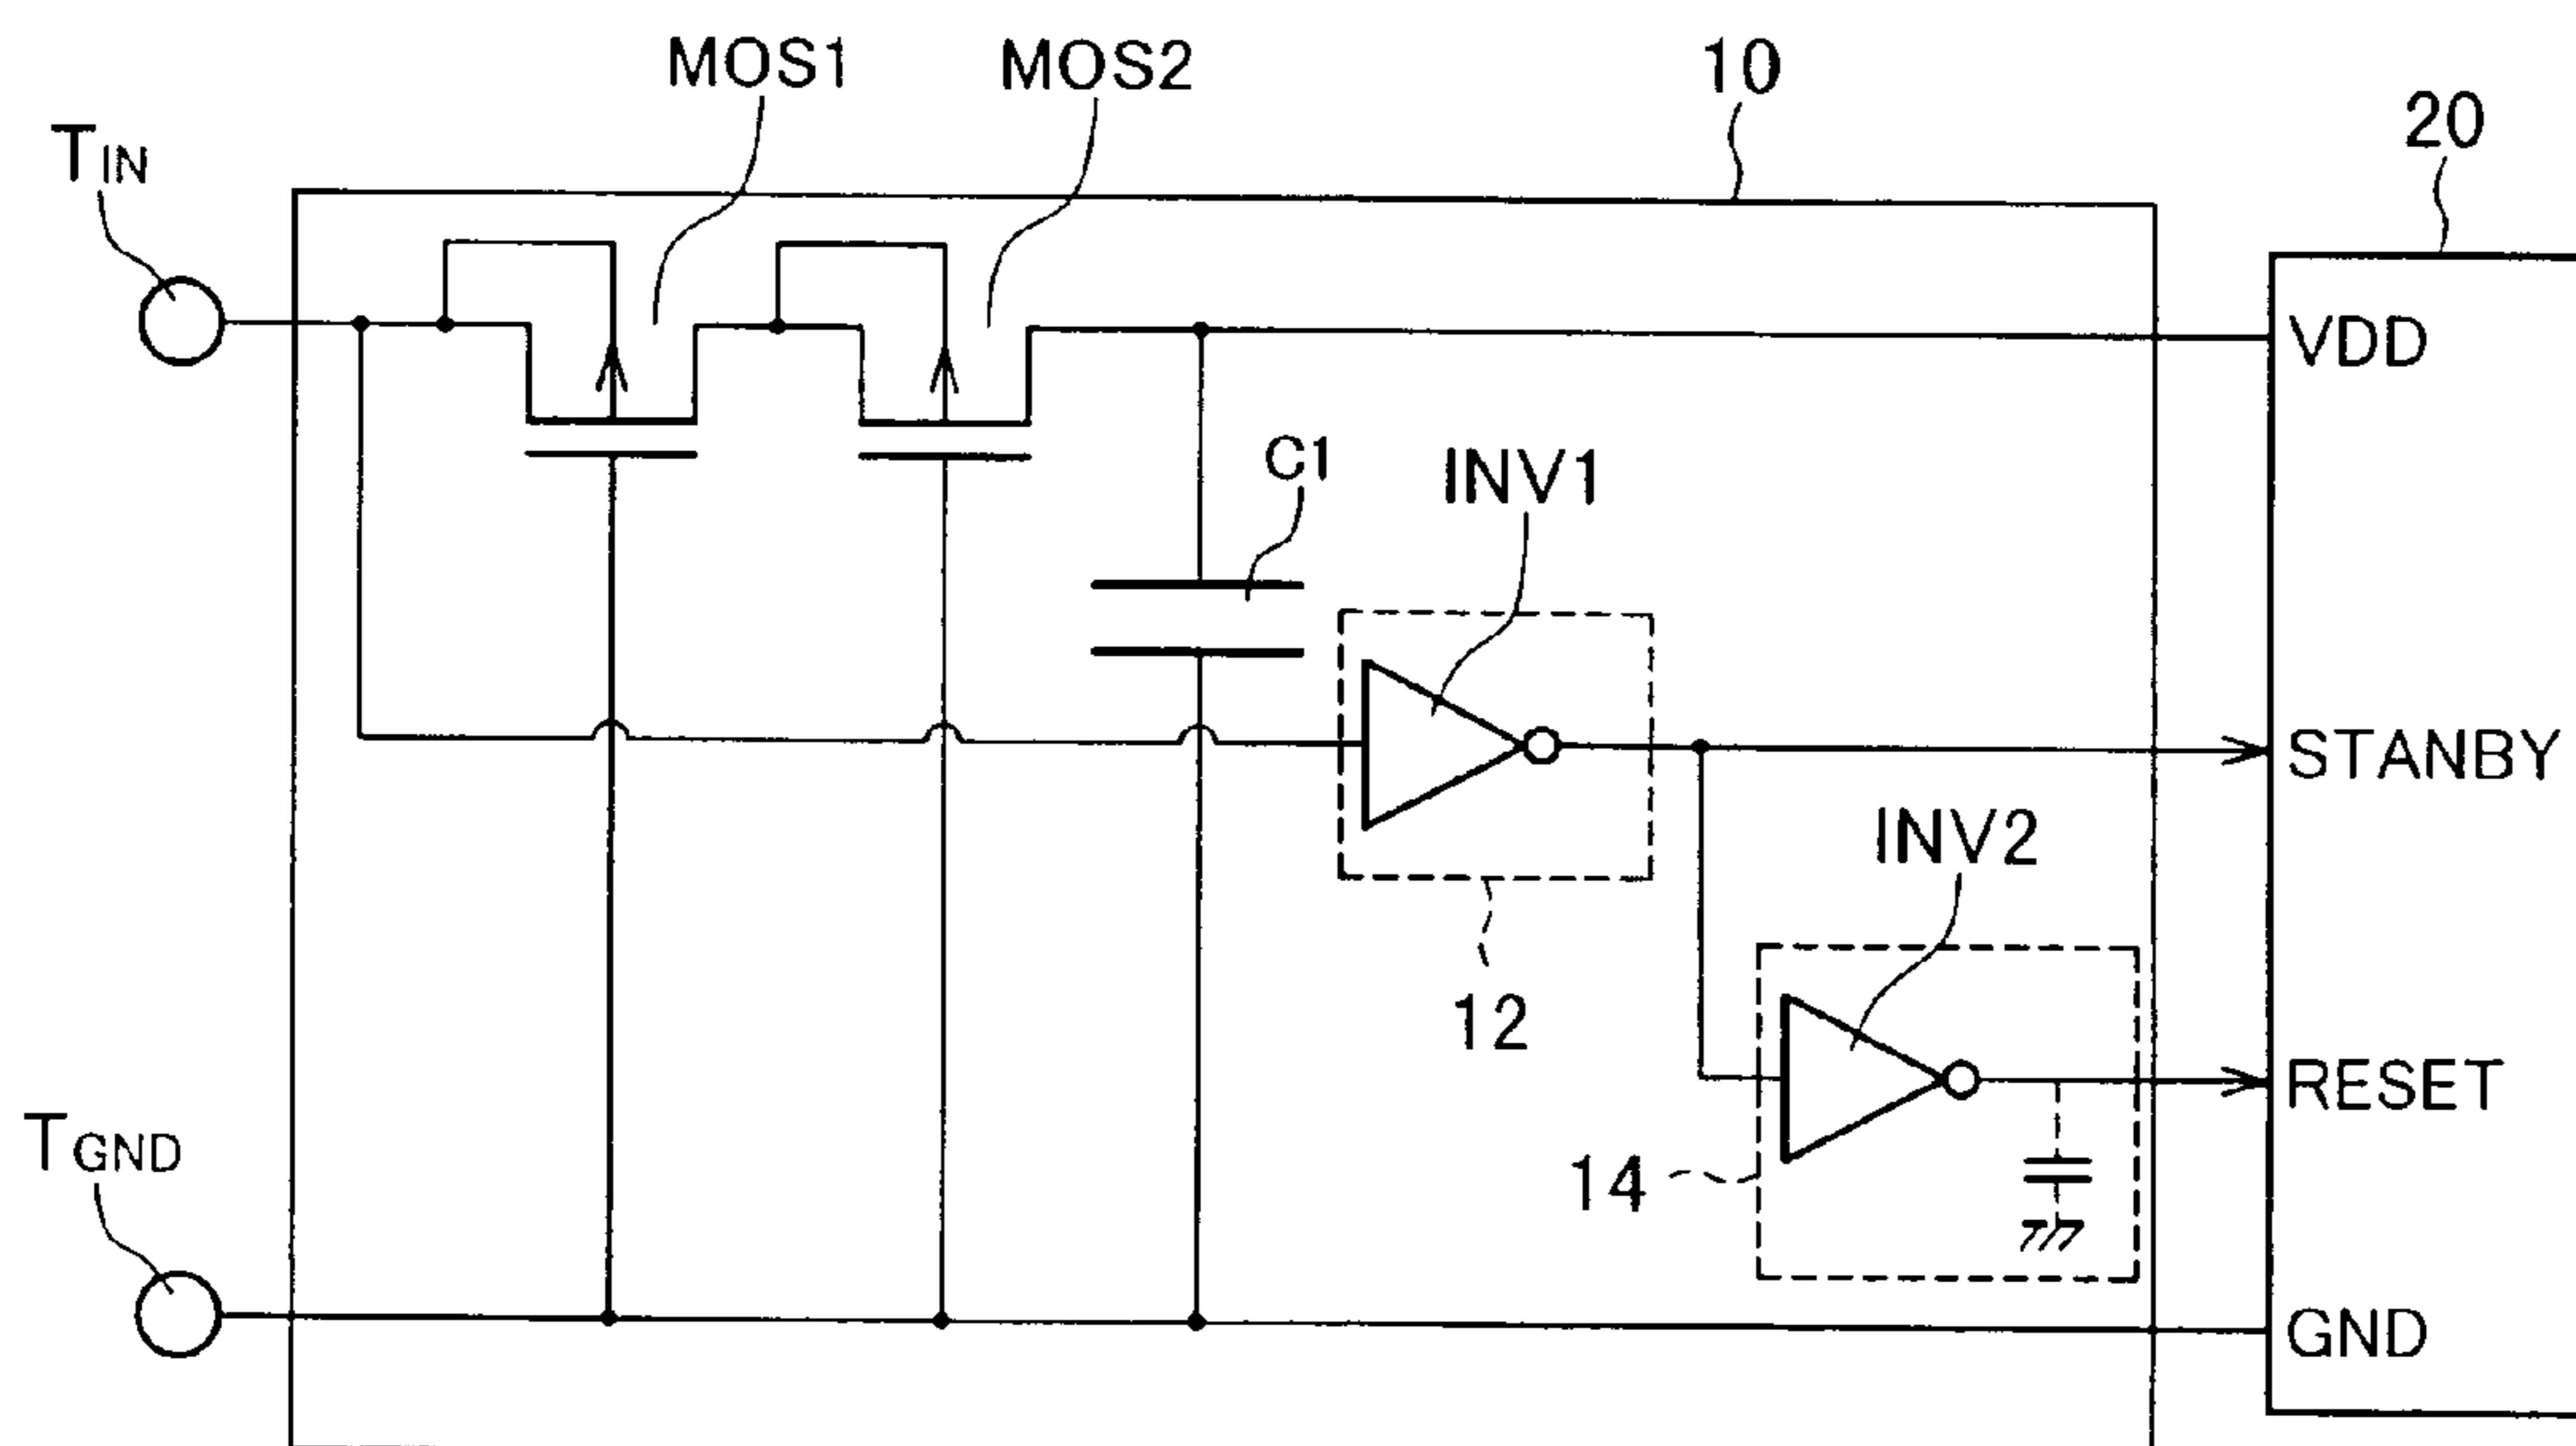 MOS1
MOS2
10
20
TIN
VDD
C1
INV1
STANBY
INV2
12
RESET
TGND
14
GND